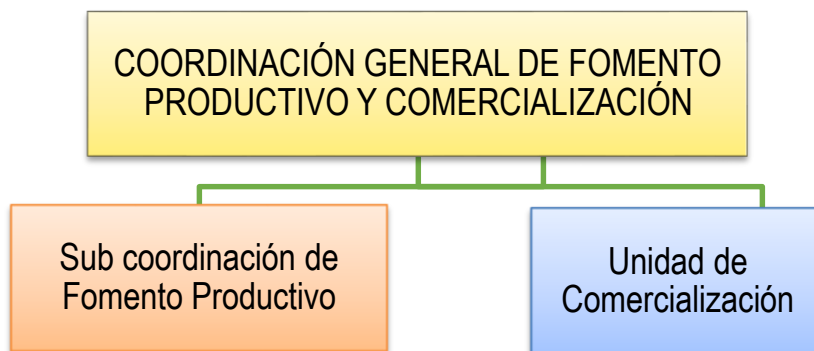 COORDINACIÓN GENERAL DE FOMENTO
PRODUCTIVO Y COMERCIALIZACIÓN
Sub coordinación de
Fomento Productivo
Unidad de
Comercialización